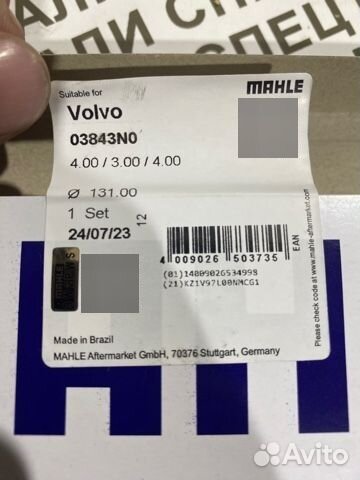 АЛ
ЛИ СПЕ
СПЕЦ
Suitable for
MAHLE
Volvo
03843N0
4.00 / 3.00 / 4.00
Ø 131.00
1 Set
12
24/07/23
4 009026 503735
EAN
(01)14009026534998
(21)KZ1V97L00NMCG1
www.mahle-aftermarket.com
Please check code at
MAHLE
Made in Brazil
MAHLE Aftermarket GmbH, 70376 Stuttgart, Germany
Avito